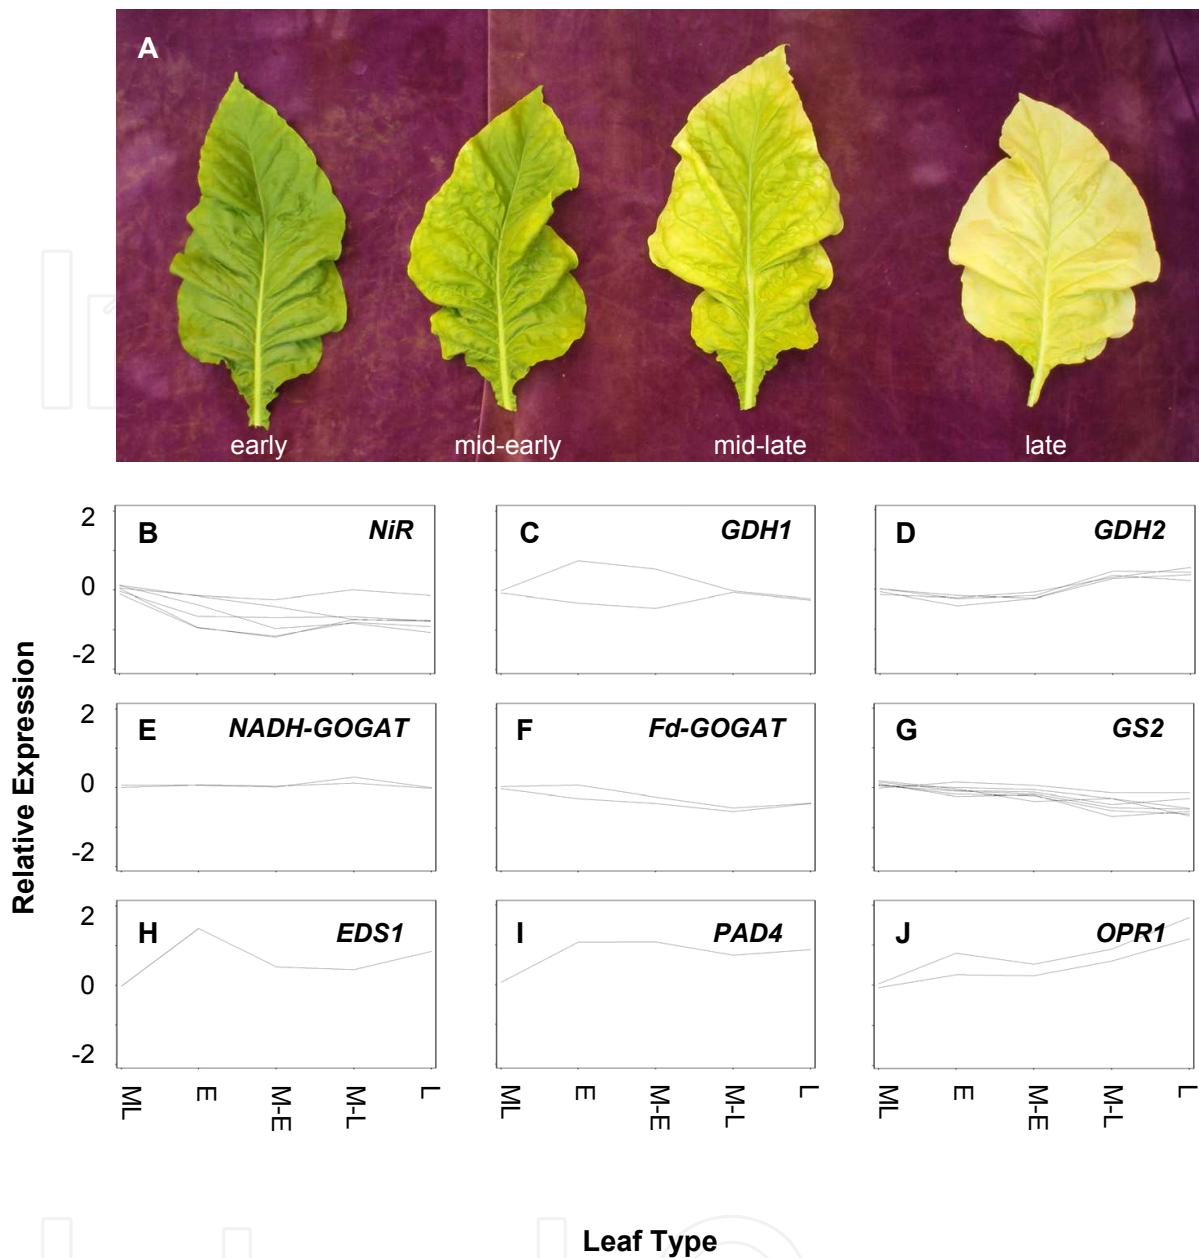 A
early mid-early mid-late late
Relative Expression
2
0
-2
B NiR
C GDH1
D GDH2
2
0
-2
E NADH-GOGAT
F Fd-GOGAT
G GS2
2
0
-2
H EDS1
I PAD4
J OPR1
ML E M-E M-L L
ML E M-E M-L L
ML E M-E M-L L
Leaf Type